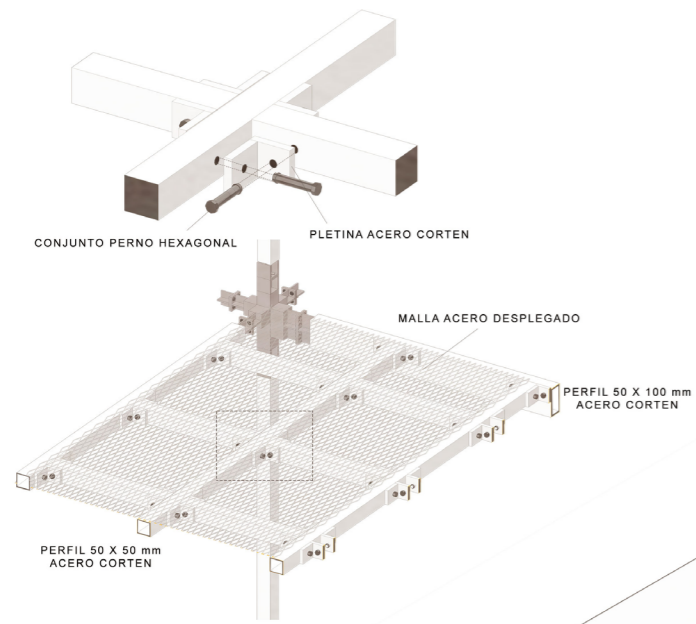 CONJUNTO PERNO HEXAGONAL
PLETINA ACERO CORTEN
MALLA ACERO DESPLEGADO
PERFIL 50 X 100 mm
ACERO CORTEN
PERFIL 50 X 50 mm
ACERO CORTEN